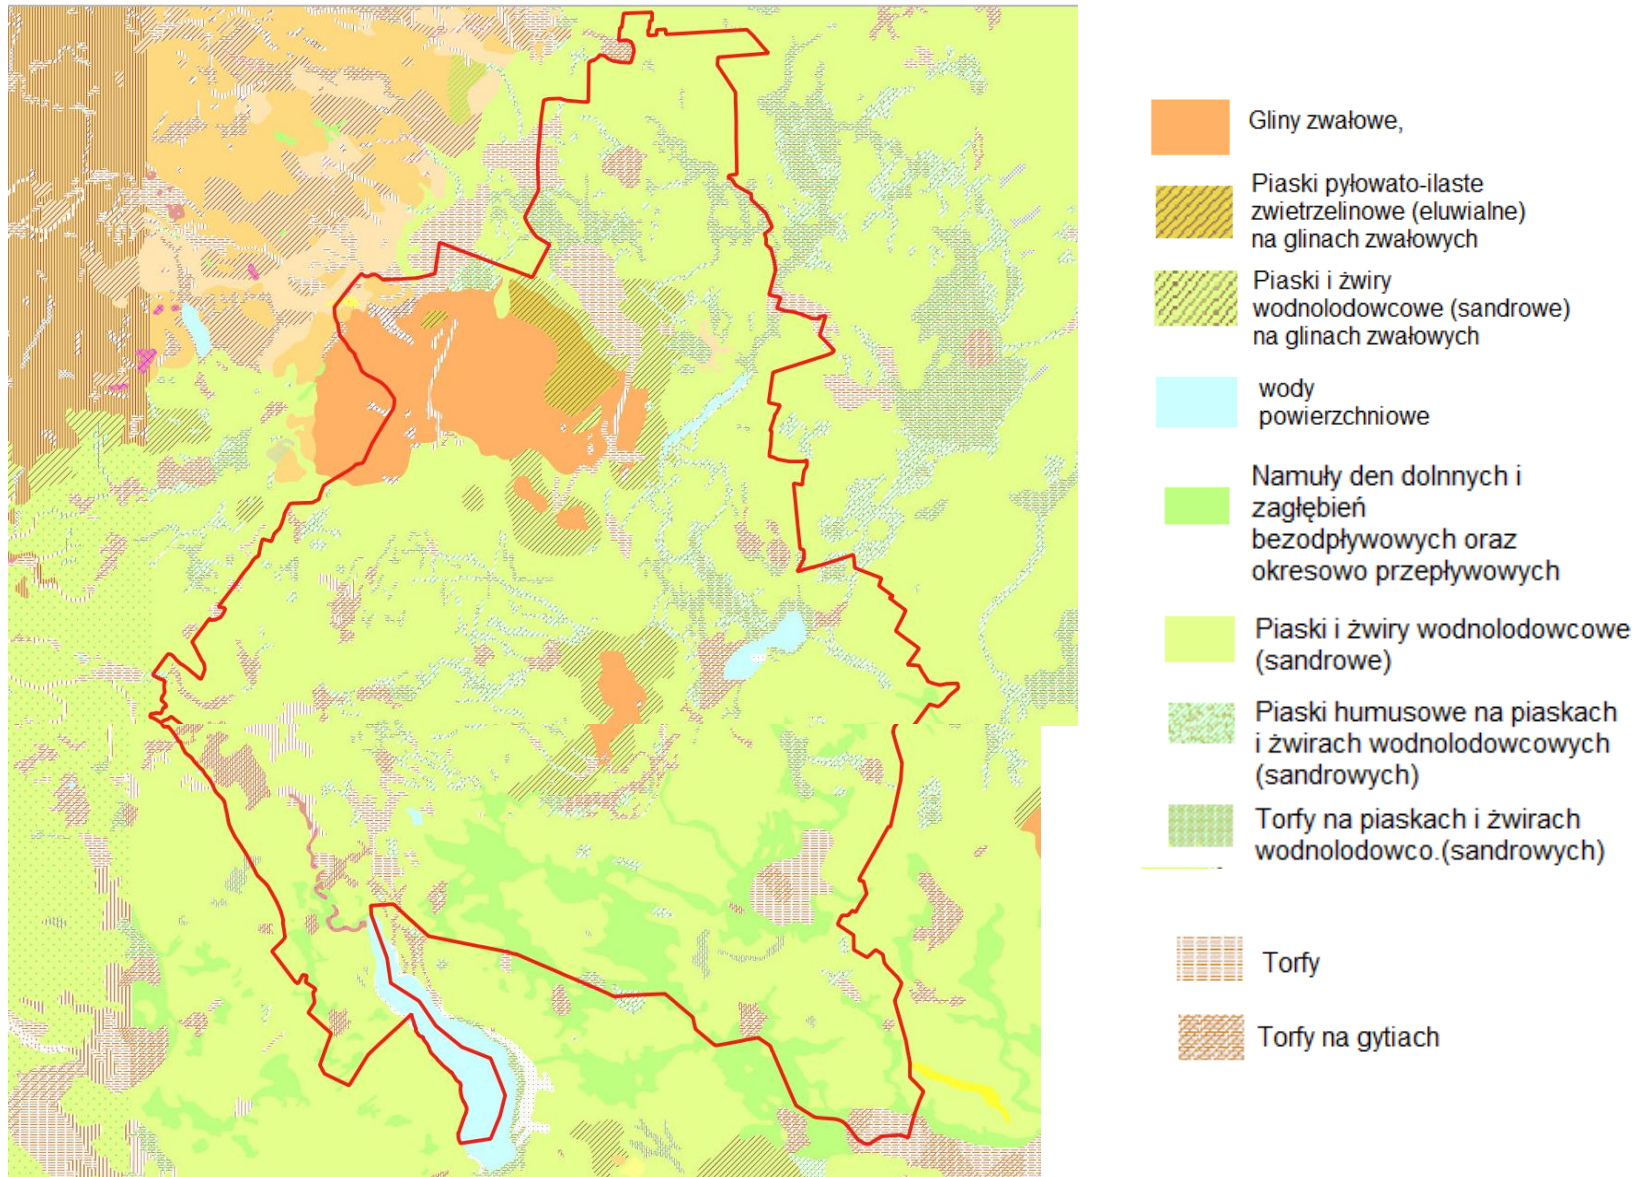 Gliny zwałowe,
Piaski pyłowato-ilaste
zwietrzelinowe (eluwialne)
na glinach zwałowych
Piaski i żwiry
wodnolodowcowe (sandrowe)
na glinach zwałowych
wody
powierzchniowe
Namuły den dolnnych i
zagłębień
bezodpływowych oraz
okresowo przepływowych
Piaski i żwiry wodnolodowcowe
(sandrowe)
Piaski humusowe na piaskach
i żwirach wodnolodowcowych
(sandrowych)
Torfy na piaskach i żwirach
wodnolodowco.(sandrowych)
Torfy
Torfy na gytiach